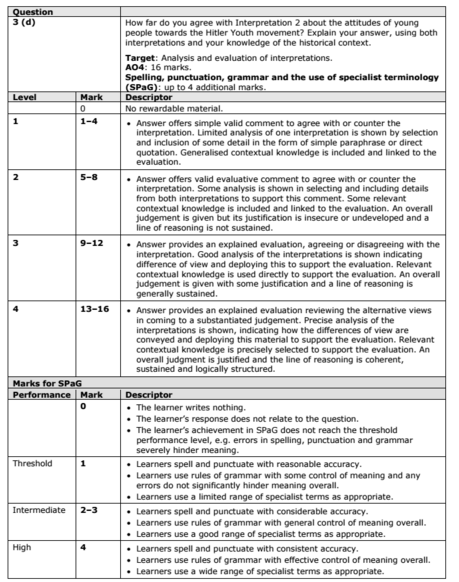 Question
3 (d)
How far do you agree with Interpretation 2 about the attitudes of young
people towards the Hitler Youth movement? Explain your answer, using both
interpretations and your knowledge of the historical context.
Target: Analysis and evaluation of interpretations.
AO4: 16 marks.
Spelling, punctuation, grammar and the use of specialist terminology
(SPaG): up to 4 additional marks.
Level Mark Descriptor
0 No rewardable material.
1 1–4 • Answer offers simple valid comment to agree with or counter the
interpretation. Limited analysis of one interpretation is shown by selection
and inclusion of some detail in the form of simple paraphrase or direct
quotation. Generalised contextual knowledge is included and linked to the
evaluation.
2 5–8 • Answer offers valid evaluative comment to agree with or counter the
interpretation. Some analysis is shown in selecting and including details
from both interpretations to support this comment. Some relevant
contextual knowledge is included and linked to the evaluation. An overall
judgement is given but its justification is insecure or undeveloped and a
line of reasoning is not sustained.
3 9–12 • Answer provides an explained evaluation, agreeing or disagreeing with the
interpretation. Good analysis of the interpretations is shown indicating
difference of view and deploying this to support the evaluation. Relevant
contextual knowledge is used directly to support the evaluation. An overall
judgement is given with some justification and a line of reasoning is
generally sustained.
4 13–16 • Answer provides an explained evaluation reviewing the alternative views
in coming to a substantiated judgement. Precise analysis of the
interpretations is shown, indicating how the differences of view are
conveyed and deploying this material to support the evaluation. Relevant
contextual knowledge is precisely selected to support the evaluation. An
overall judgment is justified and the line of reasoning is coherent,
sustained and logically structured.
Marks for SPaG
Performance Mark Descriptor
0 • The learner writes nothing.
• The learner's response does not relate to the question.
• The learner's achievement in SPaG does not reach the threshold
performance level, e.g. errors in spelling, punctuation and grammar
severely hinder meaning.
Threshold 1 • Learners spell and punctuate with reasonable accuracy.
• Learners use rules of grammar with some control of meaning and any
errors do not significantly hinder meaning overall.
• Learners use a limited range of specialist terms as appropriate.
Intermediate 2–3 • Learners spell and punctuate with considerable accuracy.
• Learners use rules of grammar with general control of meaning overall.
• Learners use a good range of specialist terms as appropriate.
High 4 • Learners spell and punctuate with consistent accuracy.
• Learners use rules of grammar with effective control of meaning overall.
• Learners use a wide range of specialist terms as appropriate.